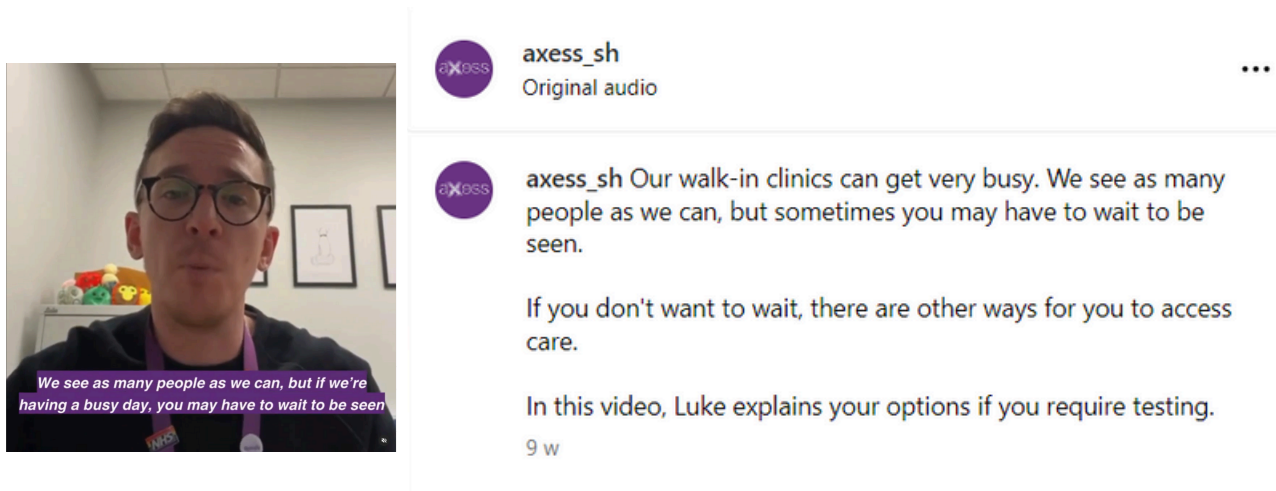 We see as many people as we can, but if we're
having a busy day, you may have to wait to be seen
NHS
axess
axess_sh
Original audio
axess
axess_sh Our walk-in clinics can get very busy. We see as many
people as we can, but sometimes you may have to wait to be
seen.
If you don't want to wait, there are other ways for you to access
care.
In this video, Luke explains your options if you require testing.
9 w